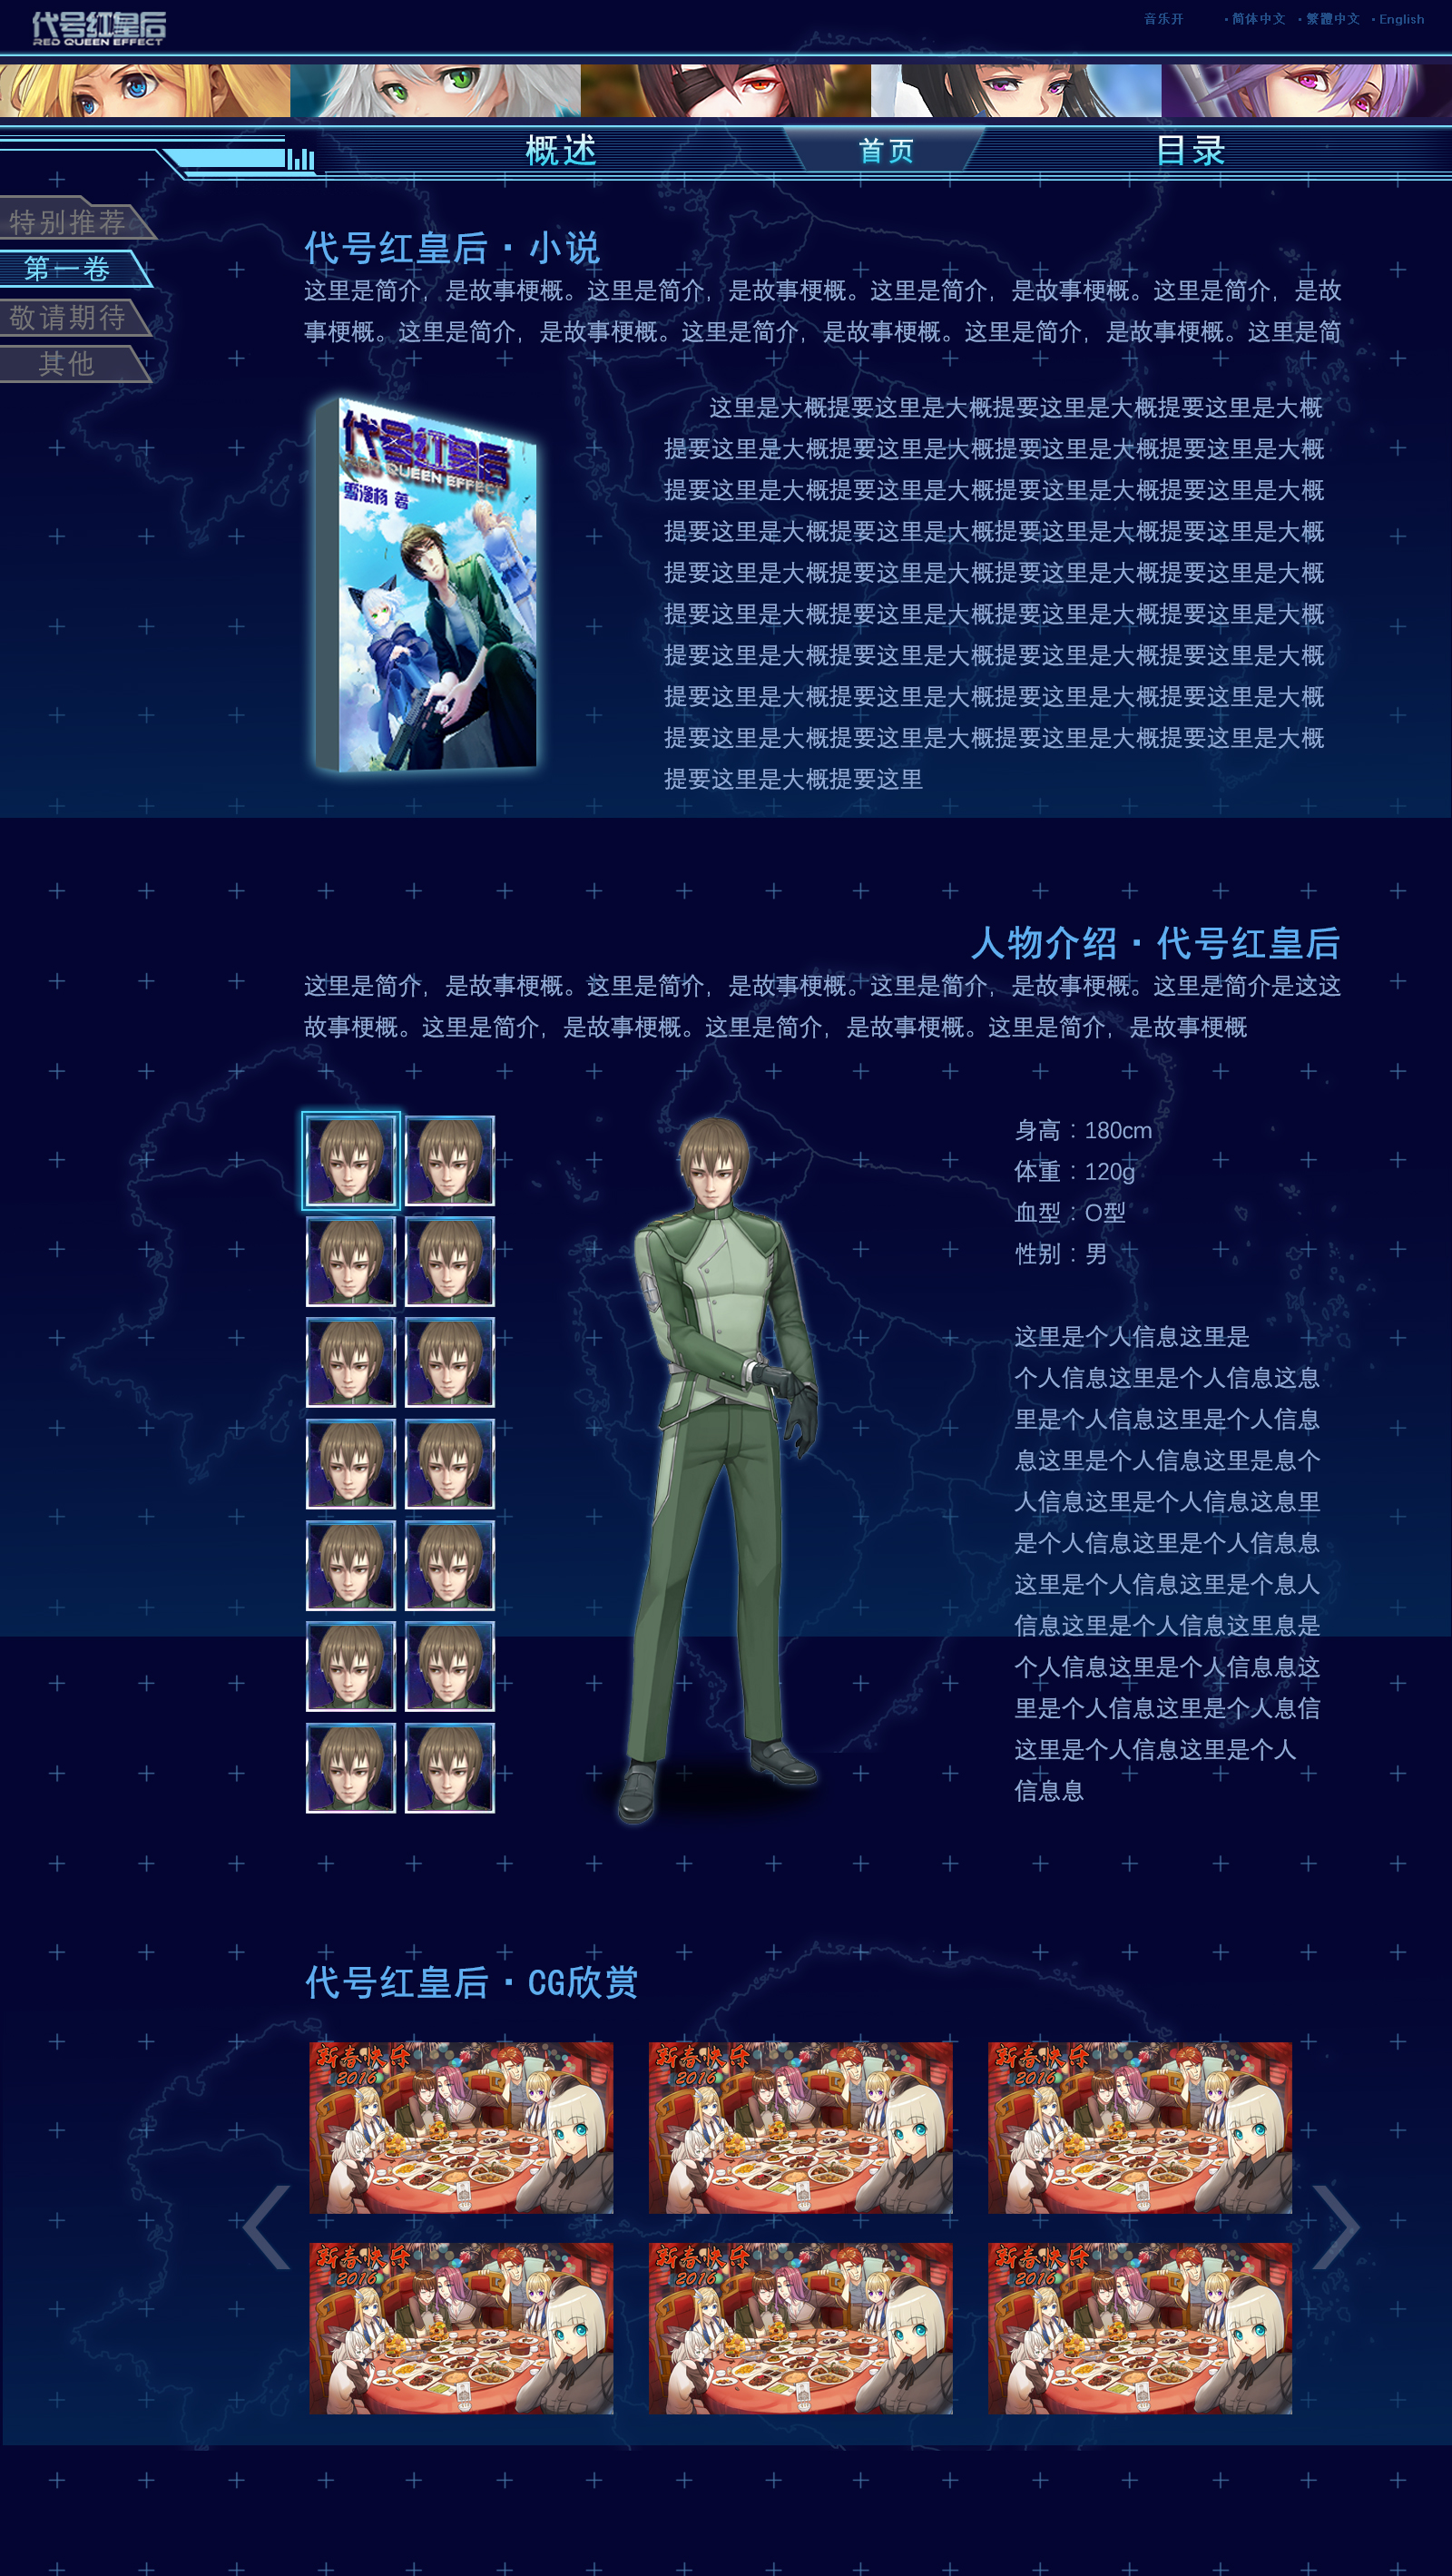 代号红皇后
RED QUEEN EFFECT
音乐开 · 简体中文 · 繁體中文 · English
概述 首页 目录
特别推荐
第一卷
敬请期待
其他
代号红皇后·小说
这里是简介，是故事梗概。这里是简介，是故事梗概。这里是简介，是故事梗概。这里是简介，是故
事梗概。这里是简介，是故事梗概。这里是简介，是故事梗概。这里是简介，是故事梗概。这里是简
代号红皇后
RED QUEEN EFFECT
著
这里是大概提要这里是大概提要这里是大概提要这里是大概
提要这里是大概提要这里是大概提要这里是大概提要这里是大概
提要这里是大概提要这里是大概提要这里是大概提要这里是大概
提要这里是大概提要这里是大概提要这里是大概提要这里是大概
提要这里是大概提要这里是大概提要这里是大概提要这里是大概
提要这里是大概提要这里是大概提要这里是大概提要这里是大概
提要这里是大概提要这里是大概提要这里是大概提要这里是大概
提要这里是大概提要这里是大概提要这里是大概提要这里是大概
提要这里是大概提要这里是大概提要这里是大概提要这里是大概
提要这里是大概提要这里
人物介绍·代号红皇后
这里是简介，是故事梗概。这里是简介，是故事梗概。这里是简介，是故事梗概。这里是简介是这这
故事梗概。这里是简介，是故事梗概。这里是简介，是故事梗概。这里是简介，是故事梗概
身高：180cm
体重：120g
血型：O型
性别：男
这里是个人信息这里是
个人信息这里是个人信息这息
里是个人信息这里是个人信息
息这里是个人信息这里是息个
人信息这里是个人信息这息里
是个人信息这里是个人信息息
这里是个人信息这里是个息人
信息这里是个人信息这里息是
个人信息这里是个人信息息这
里是个人信息这里是个人息信
这里是个人信息这里是个人
信息息
代号红皇后·CG欣赏
新春快乐
2016
新春快乐
2016
新春快乐
2016
新春快乐
2016
新春快乐
2016
新春快乐
2016